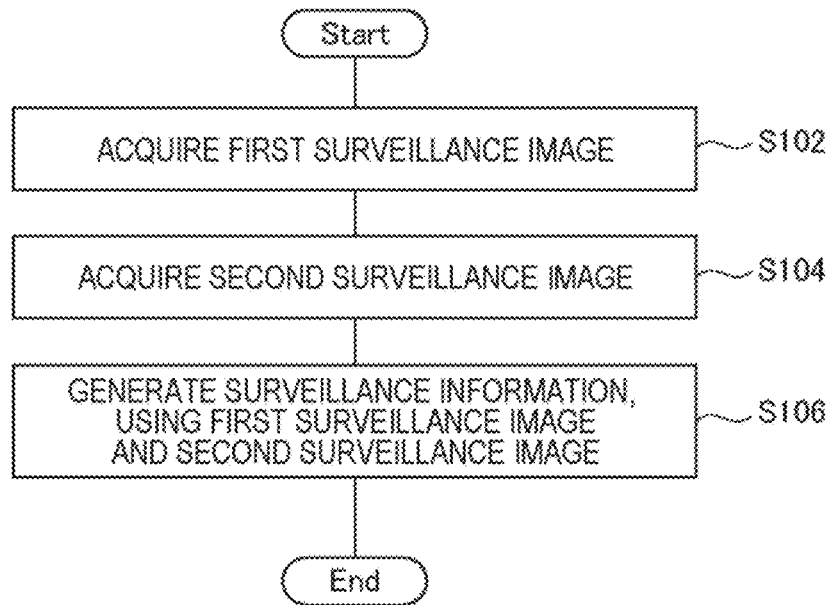 Start
ACQUIRE FIRST SURVEILLANCE IMAGE
S102
ACQUIRE SECOND SURVEILLANCE IMAGE
S104
GENERATE SURVEILLANCE INFORMATION,
USING FIRST SURVEILLANCE IMAGE
AND SECOND SURVEILLANCE IMAGE
S106
End